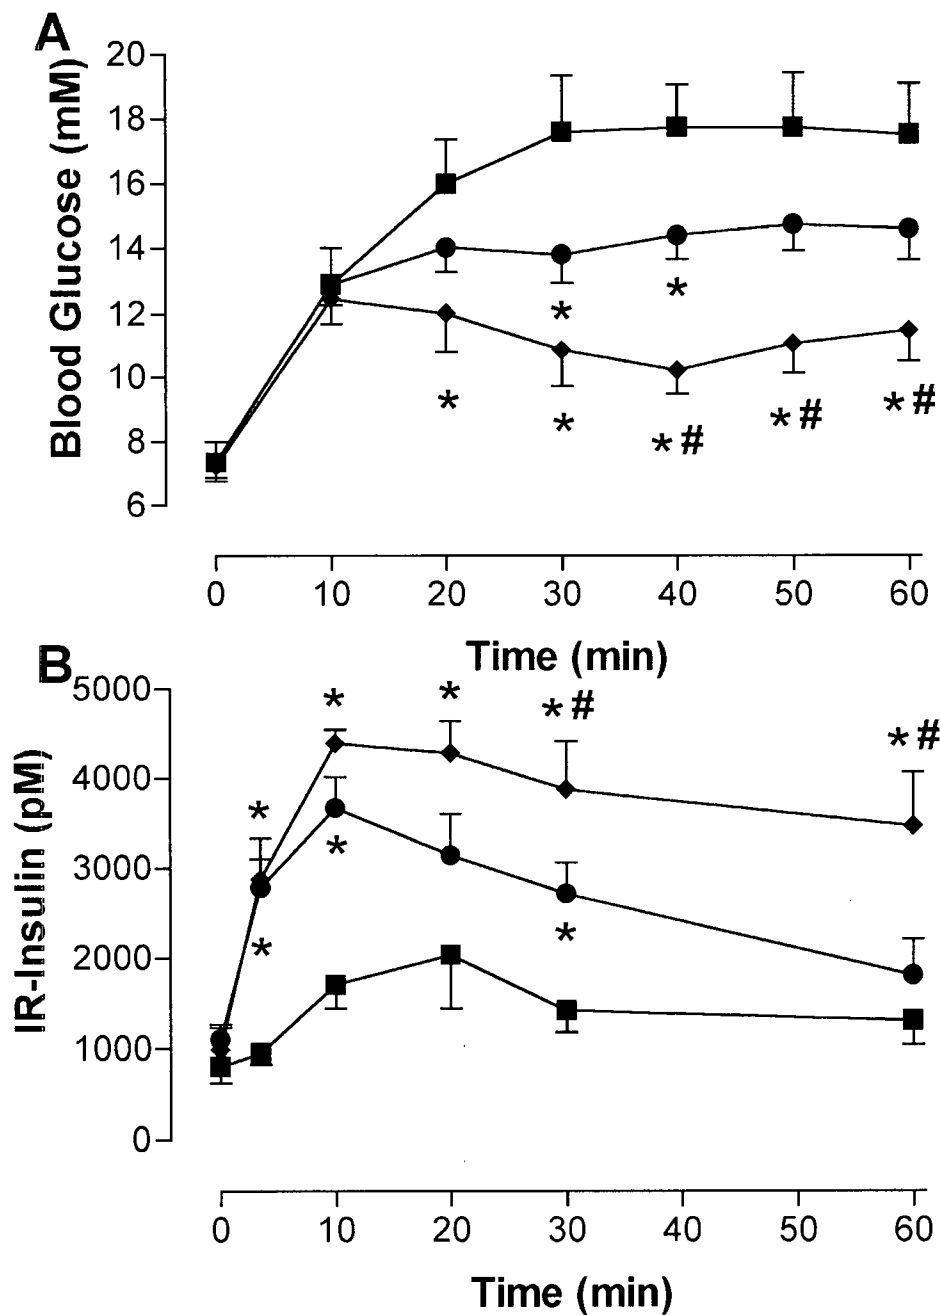 A
Blood Glucose (mM)
20
18
16
14
12
10
8
6
* *
* * * # * # * #
0 10 20 30 40 50 60
Time (min)
B
IR-Insulin (pM)
5000
4000
3000
2000
1000
0
* * * # * #
* *
* *
0 10 20 30 40 50 60
Time (min)